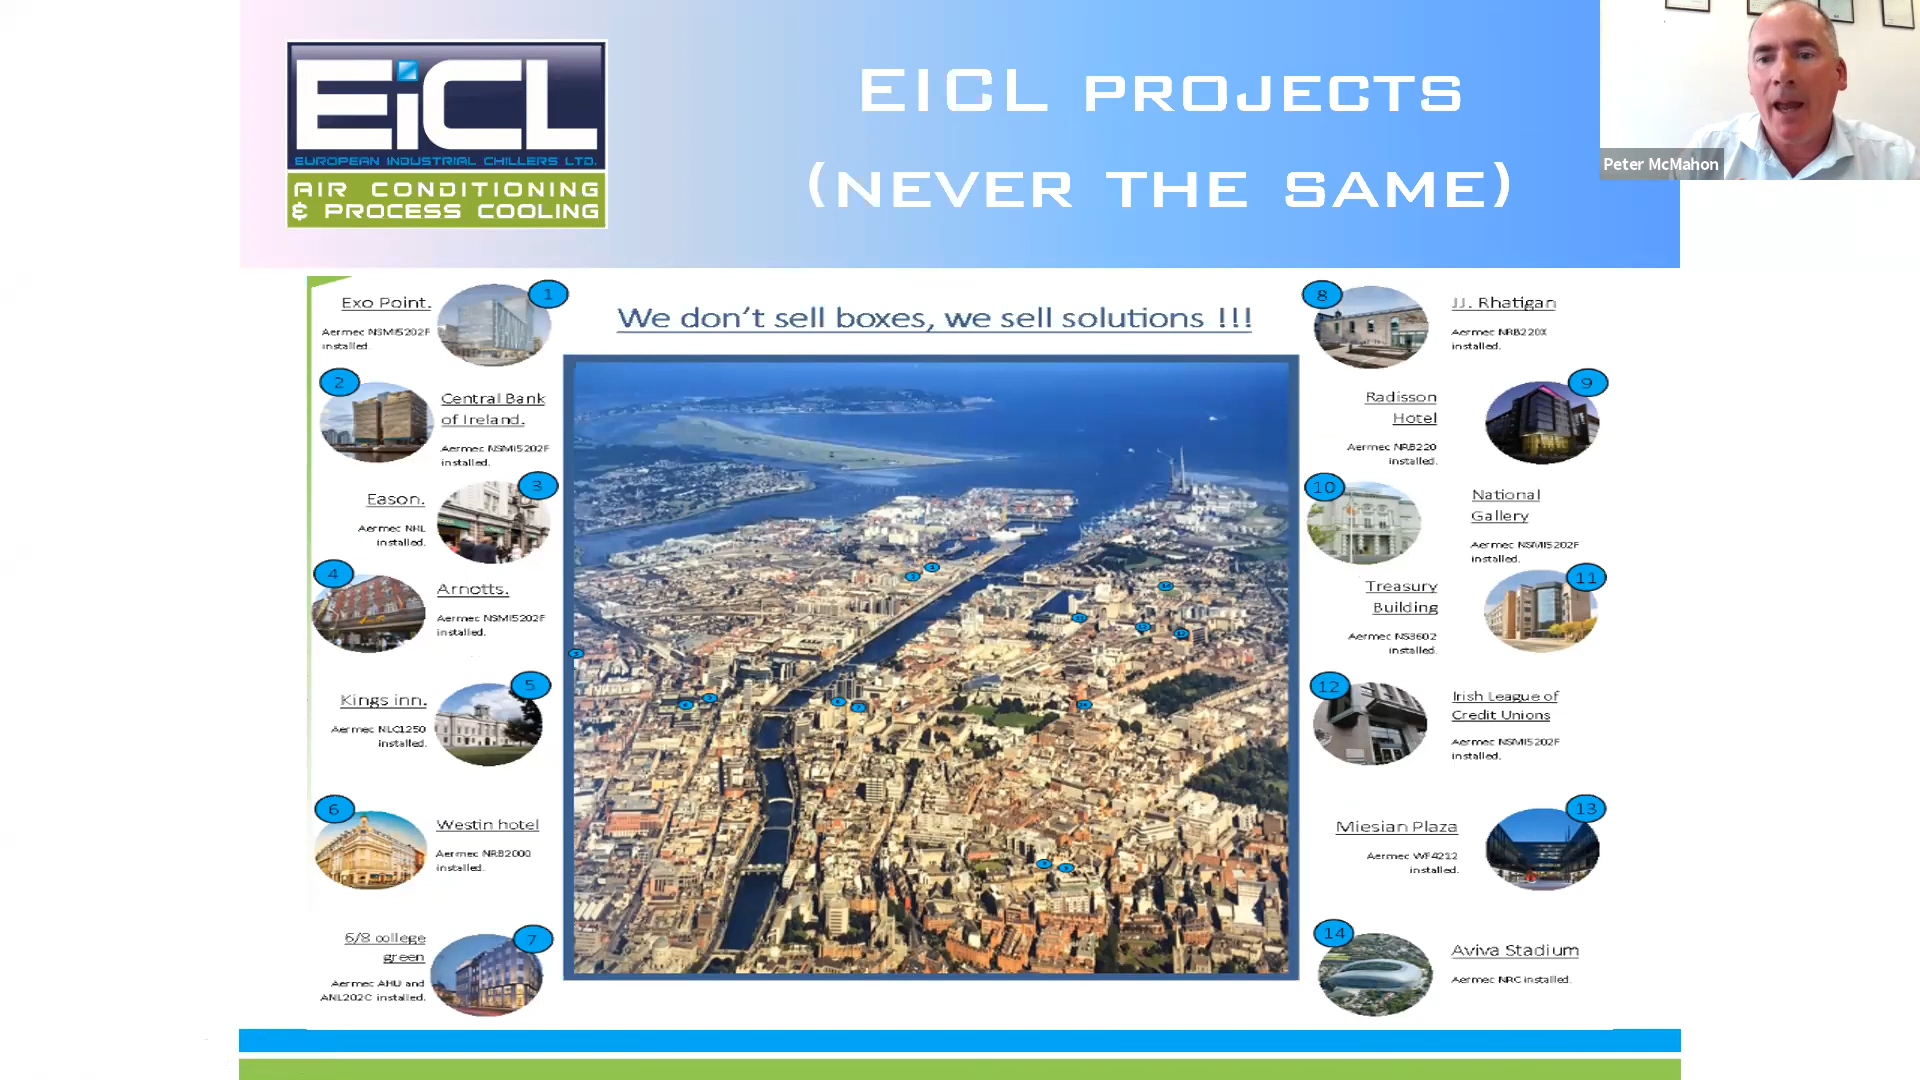 EiCL
EUROPEAN INDUSTRIAL CHILLERS LTD.
AIR CONDITIONING
& PROCESS COOLING
EICL PROJECTS
(NEVER THE SAME)
Peter McMahon
We don't sell boxes, we sell solutions !!!
1
Exo Point.
Aermec NSMI5202F
installed.
2
Central Bank
of Ireland.
Aermec NSMI5202F
installed.
3
Eason.
Aermec NRL
installed.
4
Arnotts.
Aermec NSMI5202F
installed.
5
Kings inn.
Aermec NLC1250
installed.
6
Westin hotel
Aermec NRB2000
installed.
7
6/8 college
green
Aermec AHU and
ANL202C installed.
8
JJ. Rhatigan
Aermec NRB220X
installed.
9
Radisson
Hotel
Aermec NRB220
installed.
10
National
Gallery
Aermec NSMI5202F
installed.
11
Treasury
Building
Aermec NS3602
installed.
12
Irish League of
Credit Unions
Aermec NSMI5202F
installed.
13
Miesian Plaza
Aermec WF4212
installed.
14
Aviva Stadium
Aermec NRC installed.